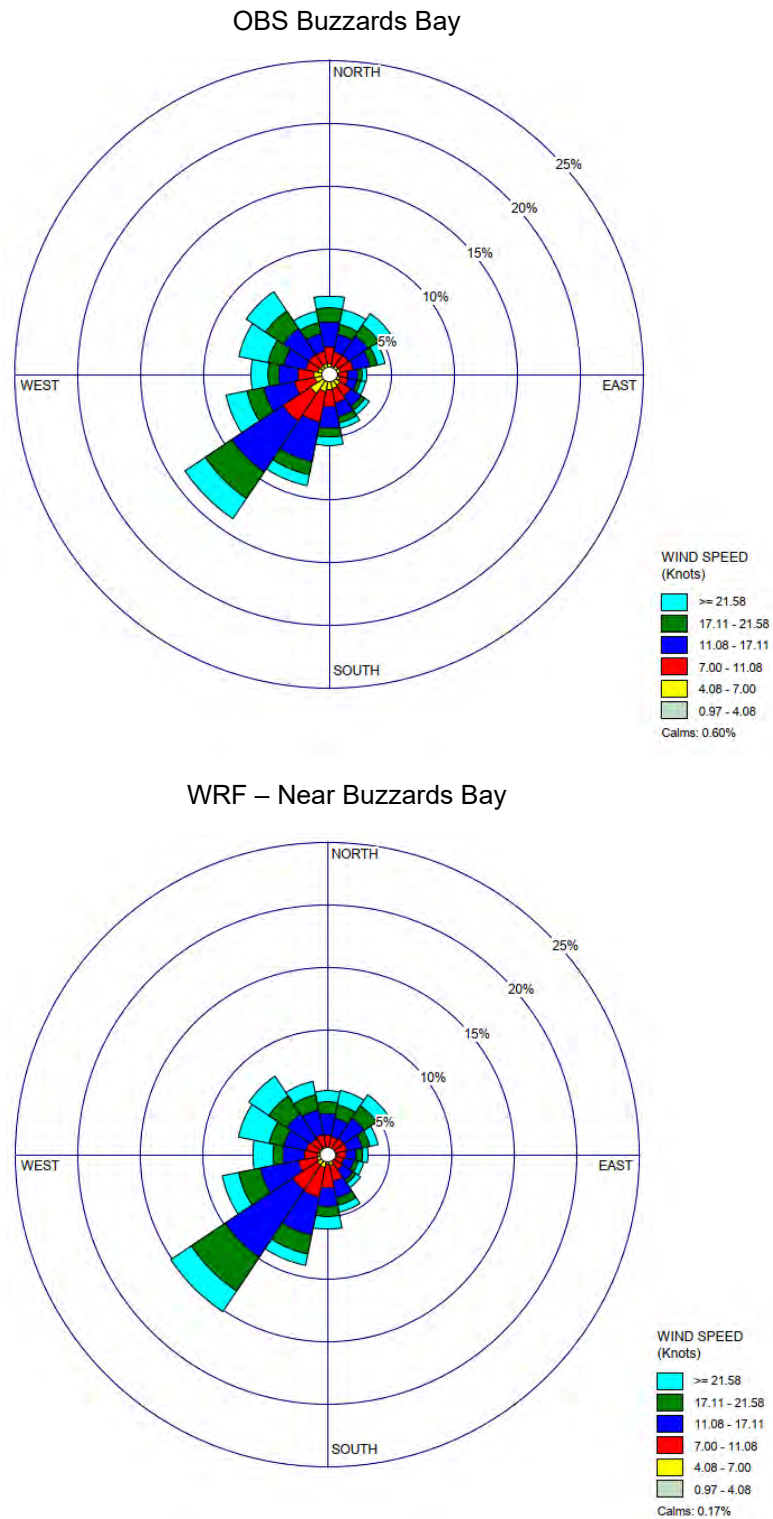 OBS Buzzards Bay
NORTH
25%
20%
15%
10%
5%
WEST
EAST
SOUTH
WIND SPEED
(Knots)
>= 21.58
17.11 - 21.58
11.08 - 17.11
7.00 - 11.08
4.08 - 7.00
0.97 - 4.08
Calms: 0.60%
WRF – Near Buzzards Bay
NORTH
25%
20%
15%
10%
5%
WEST
EAST
SOUTH
WIND SPEED
(Knots)
>= 21.58
17.11 - 21.58
11.08 - 17.11
7.00 - 11.08
4.08 - 7.00
0.97 - 4.08
Calms: 0.17%